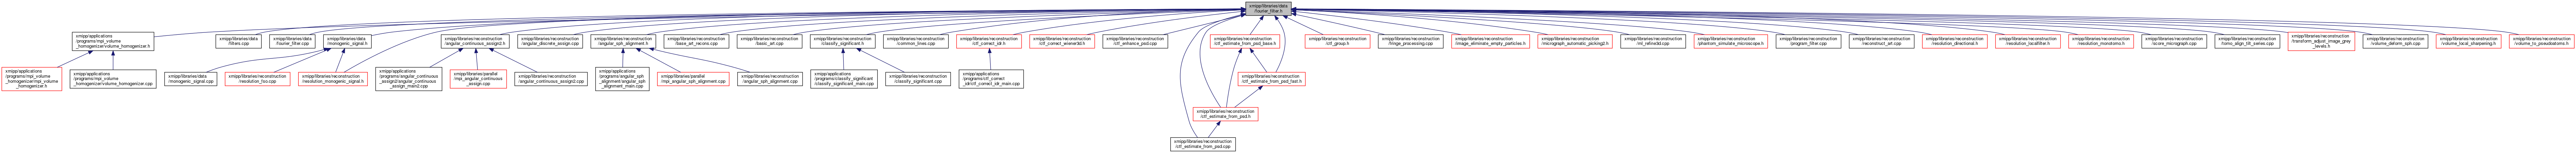 xmipp/libraries/data
/fourier_filter.h
xmipp/applications
/programs/mpi_volume
_homogenizer/volume_homogenizer.h
xmipp/libraries/data
/filters.cpp
xmipp/libraries/data
/fourier_filter.cpp
xmipp/libraries/data
/monogenic_signal.h
xmipp/libraries/reconstruction
/angular_continuous_assign2.h
xmipp/libraries/reconstruction
/angular_discrete_assign.cpp
xmipp/libraries/reconstruction
/angular_sph_alignment.h
xmipp/libraries/reconstruction
/base_art_recons.cpp
xmipp/libraries/reconstruction
/basic_art.cpp
xmipp/libraries/reconstruction
/classify_significant.h
xmipp/libraries/reconstruction
/common_lines.cpp
xmipp/libraries/reconstruction
/ctf_correct_idr.h
xmipp/libraries/reconstruction
/ctf_correct_wiener3d.h
xmipp/libraries/reconstruction
/ctf_enhance_psd.cpp
xmipp/libraries/reconstruction
/ctf_estimate_from_psd_base.h
xmipp/libraries/reconstruction
/ctf_group.h
xmipp/libraries/reconstruction
/fringe_processing.cpp
xmipp/libraries/reconstruction
/image_eliminate_empty_particles.h
xmipp/libraries/reconstruction
/micrograph_automatic_picking2.h
xmipp/libraries/reconstruction
/ml_refine3d.cpp
xmipp/libraries/reconstruction
/phantom_simulate_microscope.h
xmipp/libraries/reconstruction
/program_filter.cpp
xmipp/libraries/reconstruction
/reconstruct_art.cpp
xmipp/libraries/reconstruction
/resolution_directional.h
xmipp/libraries/reconstruction
/resolution_localfilter.h
xmipp/libraries/reconstruction
/resolution_monotomo.h
xmipp/libraries/reconstruction
/score_micrograph.cpp
xmipp/libraries/reconstruction
/tomo_align_tilt_series.cpp
xmipp/libraries/reconstruction
/transform_adjust_image_grey
_levels.h
xmipp/libraries/reconstruction
/volume_deform_sph.cpp
xmipp/libraries/reconstruction
/volume_local_sharpening.h
xmipp/libraries/reconstruction
/volume_to_pseudoatoms.h
xmipp/applications
/programs/mpi_volume
_homogenizer/mpi_volume
_homogenizer.h
xmipp/applications
/programs/mpi_volume
_homogenizer/volume_homogenizer.cpp
xmipp/libraries/data
/monogenic_signal.cpp
xmipp/libraries/reconstruction
/resolution_fso.cpp
xmipp/libraries/reconstruction
/resolution_monogenic_signal.h
xmipp/applications
/programs/angular_continuous
_assign2/angular_continuous
_assign_main2.cpp
xmipp/libraries/parallel
/mpi_angular_continuous
_assign.cpp
xmipp/libraries/reconstruction
/angular_continuous_assign2.cpp
xmipp/applications
/programs/angular_sph
_alignment/angular_sph
_alignment_main.cpp
xmipp/libraries/parallel
/mpi_angular_sph_alignment.cpp
xmipp/libraries/reconstruction
/angular_sph_alignment.cpp
xmipp/applications
/programs/classify_significant
/classify_significant_main.cpp
xmipp/libraries/reconstruction
/classify_significant.cpp
xmipp/applications
/programs/ctf_correct
_idr/ctf_correct_idr_main.cpp
xmipp/libraries/reconstruction
/ctf_estimate_from_psd_fast.h
xmipp/libraries/reconstruction
/ctf_estimate_from_psd.h
xmipp/libraries/reconstruction
/ctf_estimate_from_psd.cpp